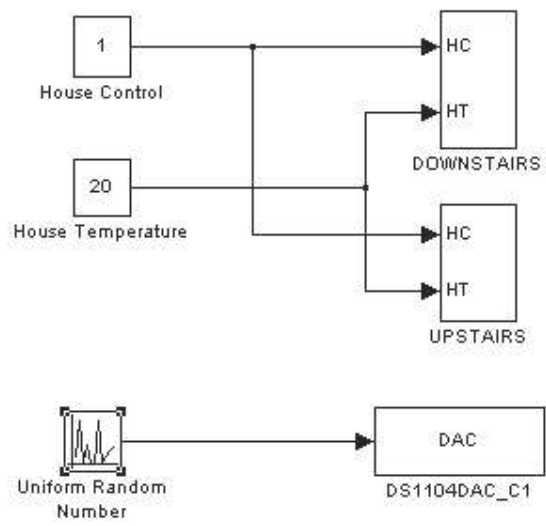 1
House Control
HC
HT
DOWNSTAIRS
20
House Temperature
HC
HT
UPSTAIRS
Uniform Random
Number
DAC
DS1104DAC_C1